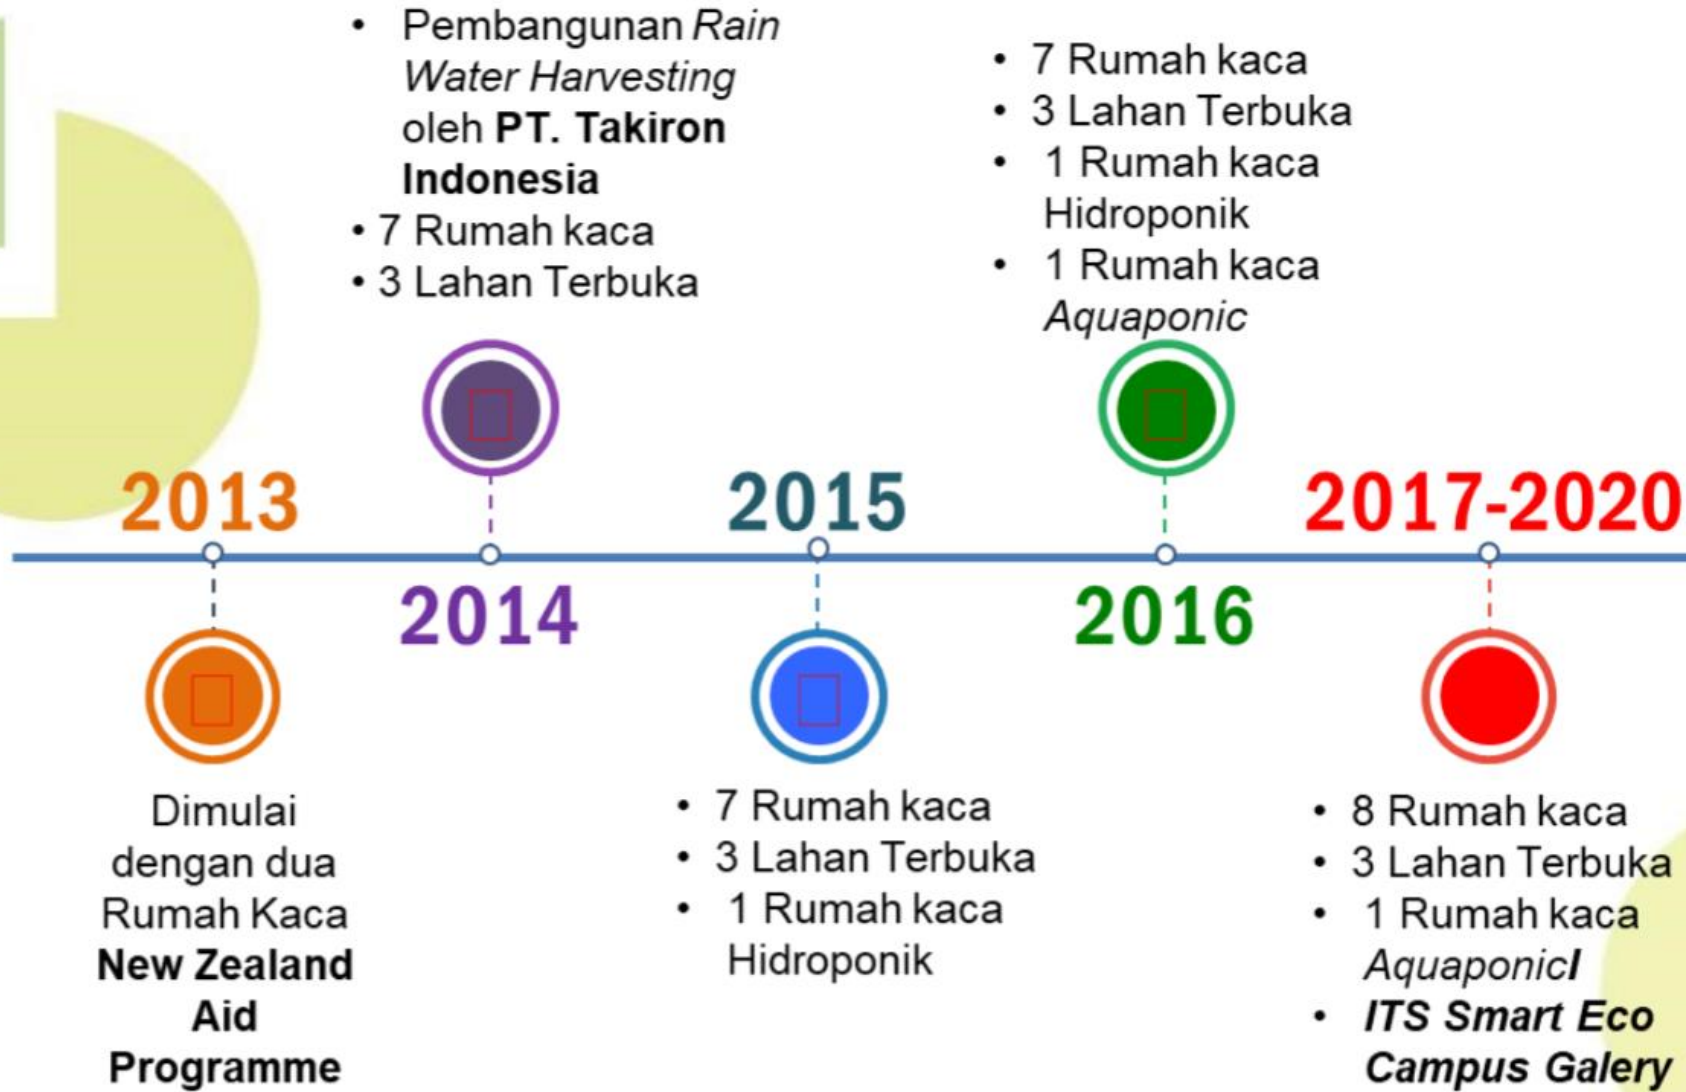 • Pembangunan Rain
Water Harvesting
oleh PT. Takiron
Indonesia
• 7 Rumah kaca
• 3 Lahan Terbuka
• 7 Rumah kaca
• 3 Lahan Terbuka
• 1 Rumah kaca
Hidroponik
• 1 Rumah kaca
Aquaponic
2013
2015
2017-2020
2014
2016
Dimulai
dengan dua
Rumah Kaca
New Zealand
Aid
Programme
• 7 Rumah kaca
• 3 Lahan Terbuka
• 1 Rumah kaca
Hidroponik
• 8 Rumah kaca
• 3 Lahan Terbuka
• 1 Rumah kaca
AquaponicI
• ITS Smart Eco
Campus Galery